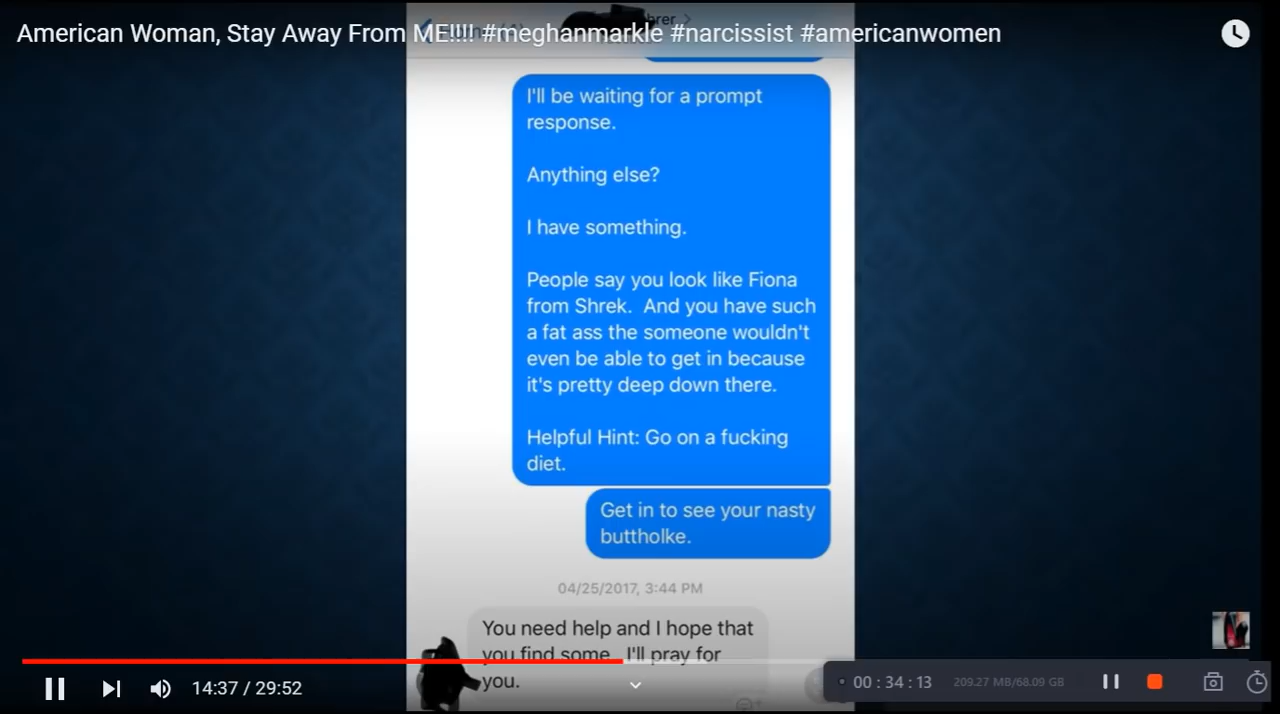 American Woman, Stay Away From ME!!!! #meghanmarkle #narcissist #americanwomen
I'll be waiting for a prompt
response.
Anything else?
I have something.
People say you look like Fiona
from Shrek.  And you have such
a fat ass the someone wouldn't
even be able to get in because
it's pretty deep down there.
Helpful Hint: Go on a fucking
diet.
Get in to see your nasty
buttholke.
04/25/2017, 3:44 PM
You need help and I hope that
you find some.  I'll pray for
you.
14:37 / 29:52
00 : 34 : 13
209.27 MB/68.09 GB